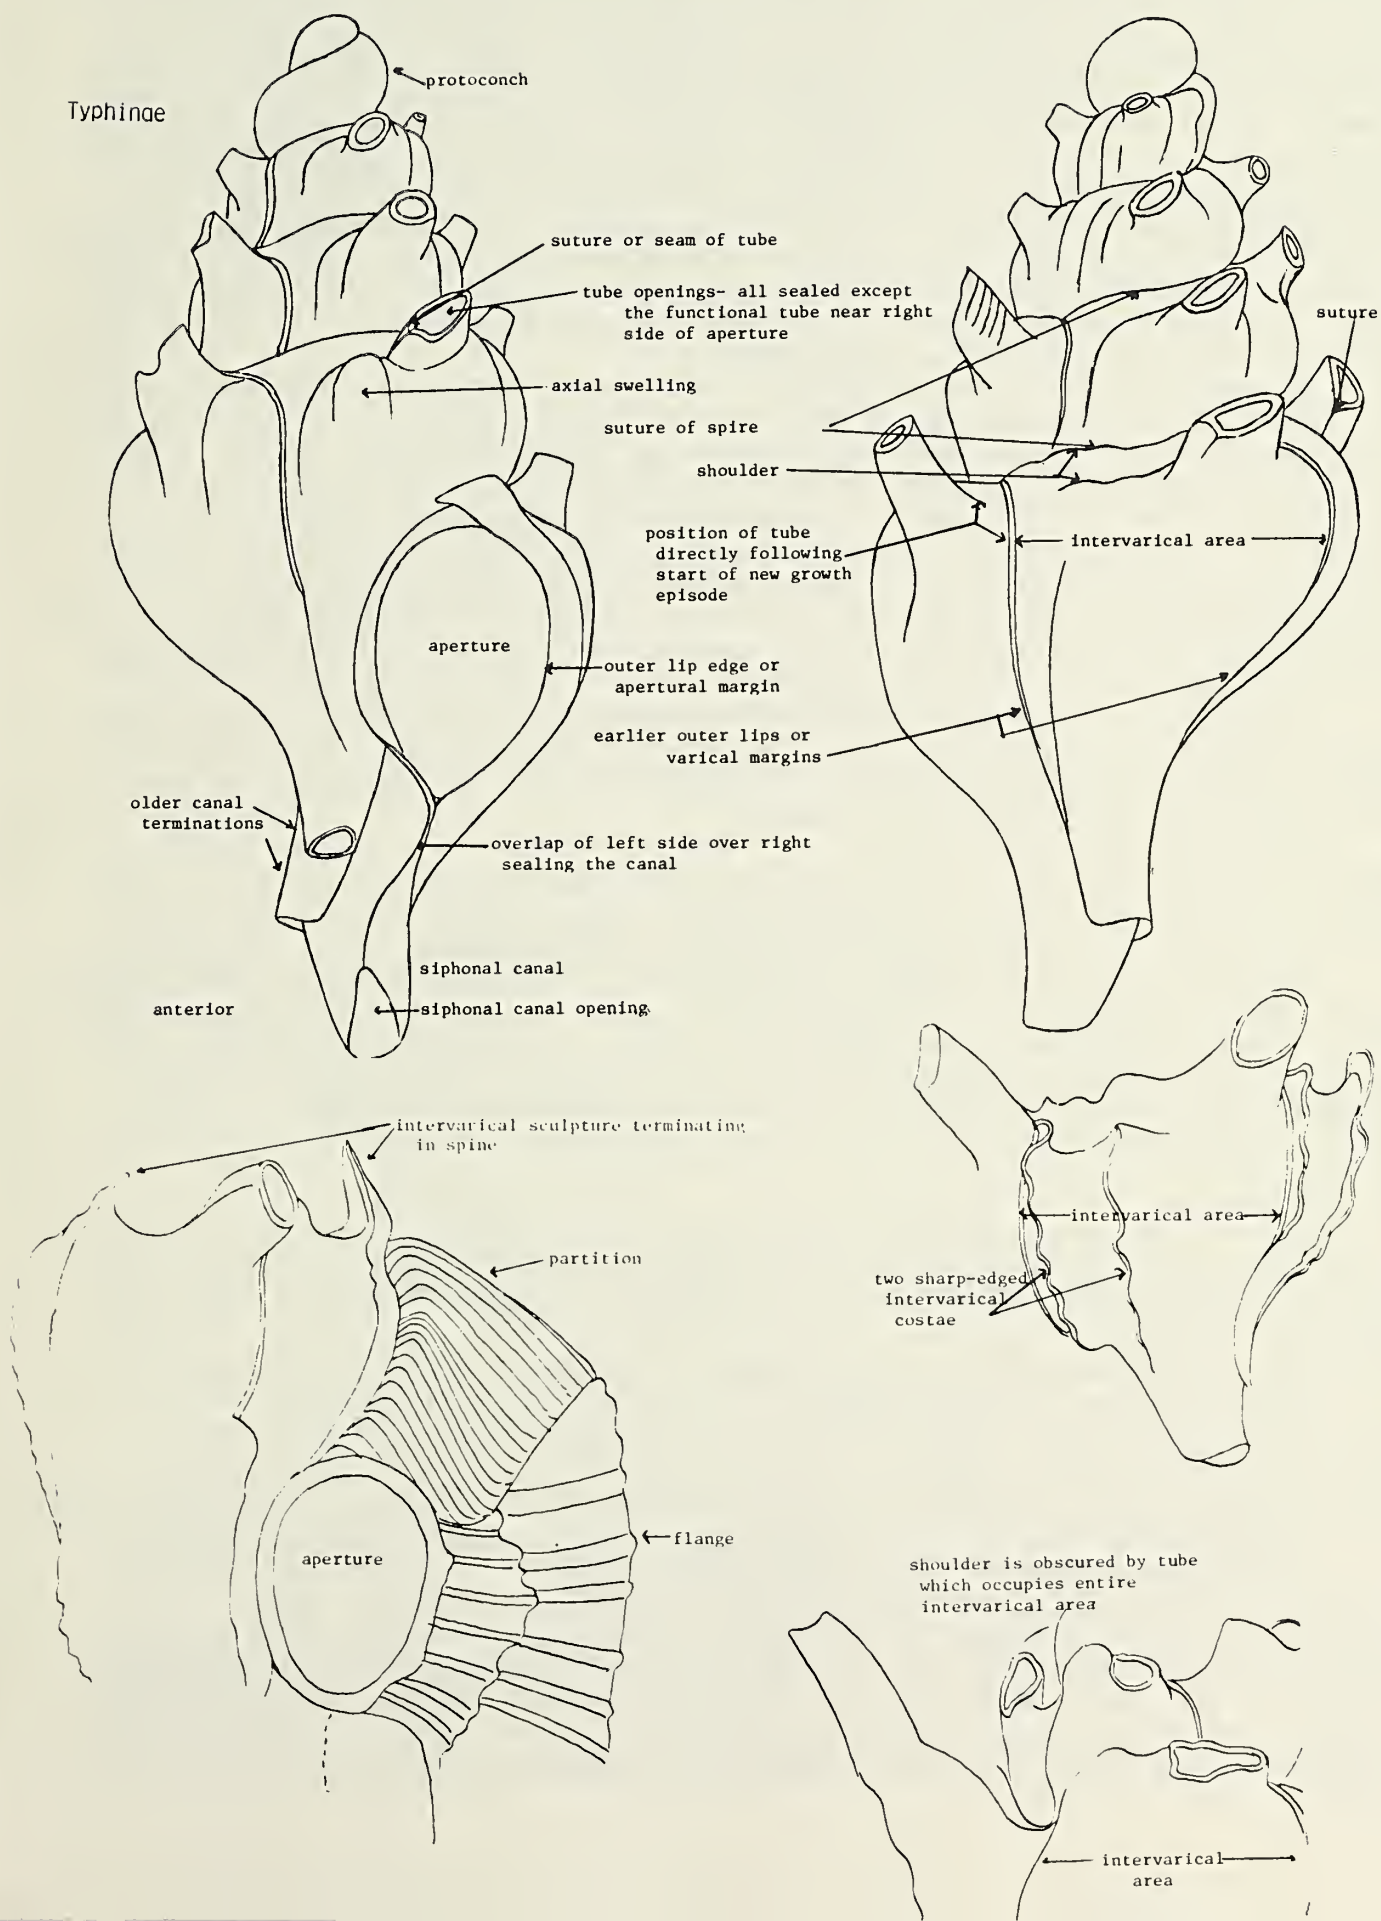 protoconch
Typhinae
suture or seam of tube
tube openings- all sealed except
the functional tube near right
side of aperture
suture
axial swelling
suture of spire
shoulder
position of tube
directly following
start of new growth
episode
intervarical area
aperture
outer lip edge or
apertural margin
earlier outer lips or
varical margins
older canal
terminations
overlap of left side over right
sealing the canal
siphonal canal
anterior
siphonal canal opening
intervarical sculpture terminating
in spine
intervarical area
partition
two sharp-edged
intervarical
costae
flange
aperture
shoulder is obscured by tube
which occupies entire
intervarical area
intervarical
area